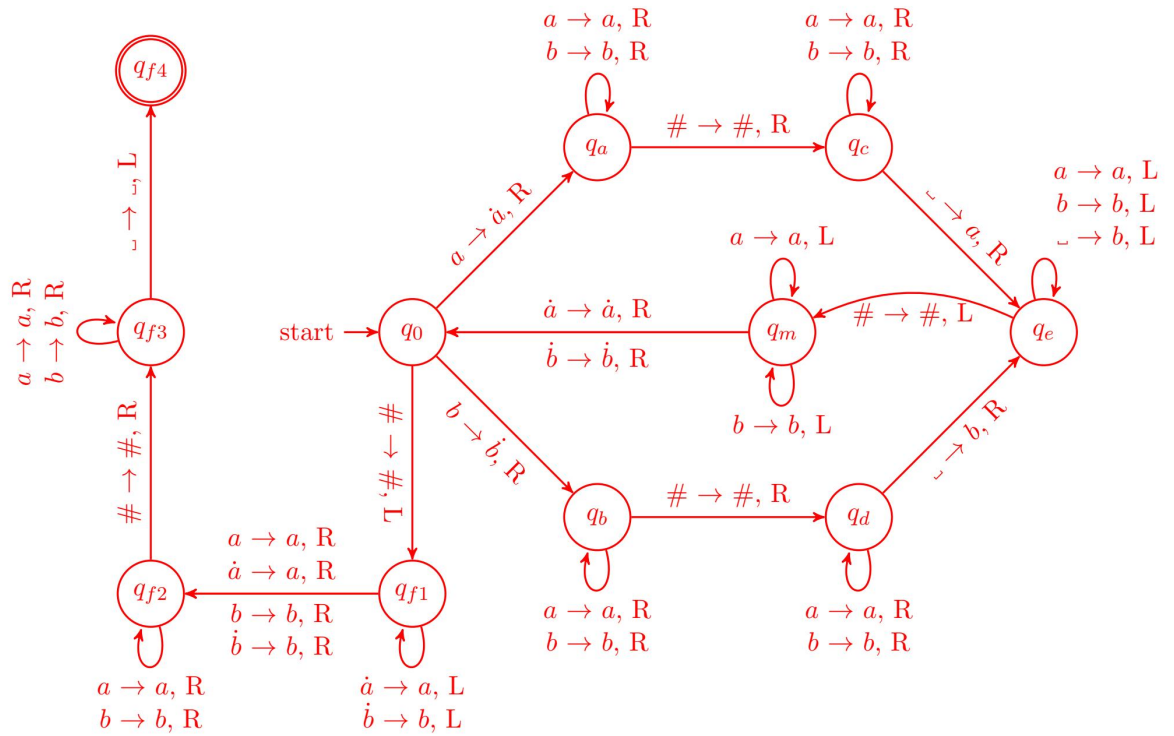 a → a, R
b → b, R
a → a, R
b → b, R
q_{f4}
q_a
# → #, R
q_c
␣ → ␣, L
a → ȧ, R
␣ → a, R
a → a, L
b → b, L
␣ → b, L
a → a, L
a → a, R
b → b, R
q_{f3}
start
q_0
ȧ → ȧ, R
ḃ → ḃ, R
q_m
# → #, L
q_e
b → b, L
# → #, R
# → #, L
b → ḃ, R
q_b
# → #, R
q_d
␣ → b, R
a → a, R
ȧ → a, R
q_{f2}
q_{f1}
b → b, R
ḃ → b, R
a → a, R
b → b, R
a → a, R
b → b, R
a → a, R
b → b, R
ȧ → a, L
ḃ → b, L